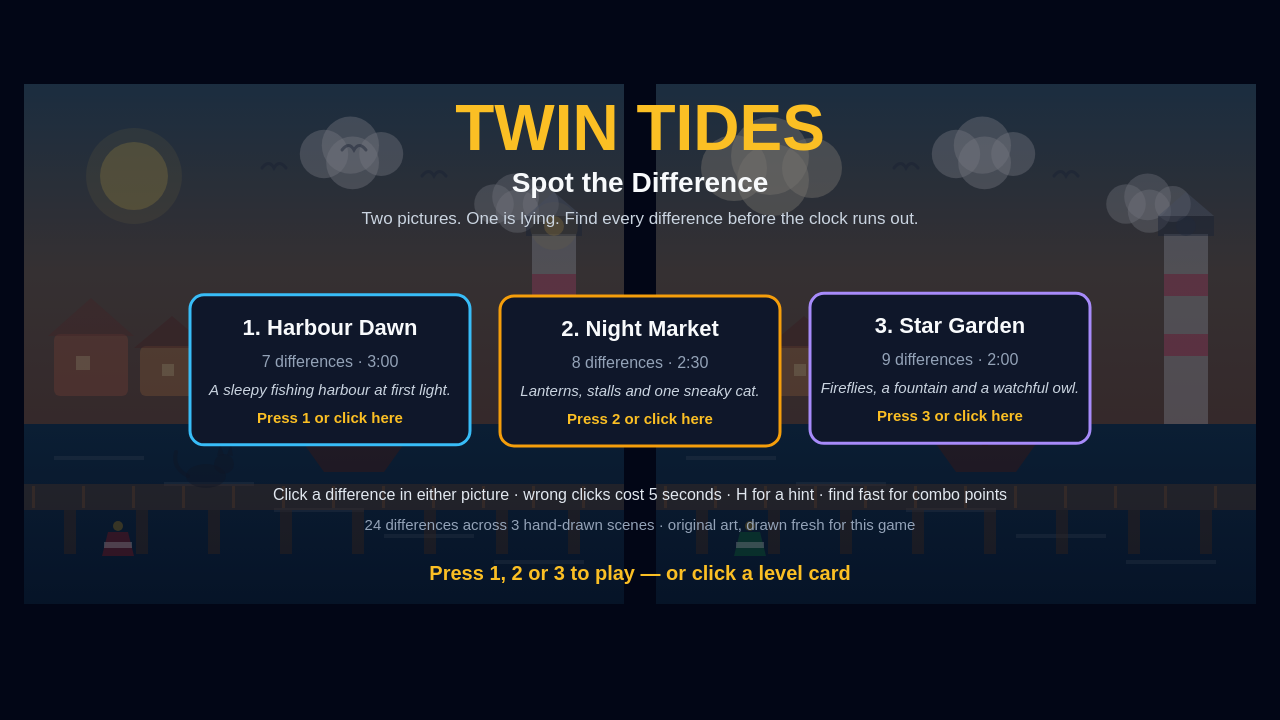 TWIN TIDES
Spot the Difference
Two pictures. One is lying. Find every difference before the clock runs out.
1. Harbour Dawn
7 differences · 3:00
A sleepy fishing harbour at first light.
Press 1 or click here
2. Night Market
8 differences · 2:30
Lanterns, stalls and one sneaky cat.
Press 2 or click here
3. Star Garden
9 differences · 2:00
Fireflies, a fountain and a watchful owl.
Press 3 or click here
Click a difference in either picture · wrong clicks cost 5 seconds · H for a hint · find fast for combo points
24 differences across 3 hand-drawn scenes · original art, drawn fresh for this game
Press 1, 2 or 3 to play — or click a level card